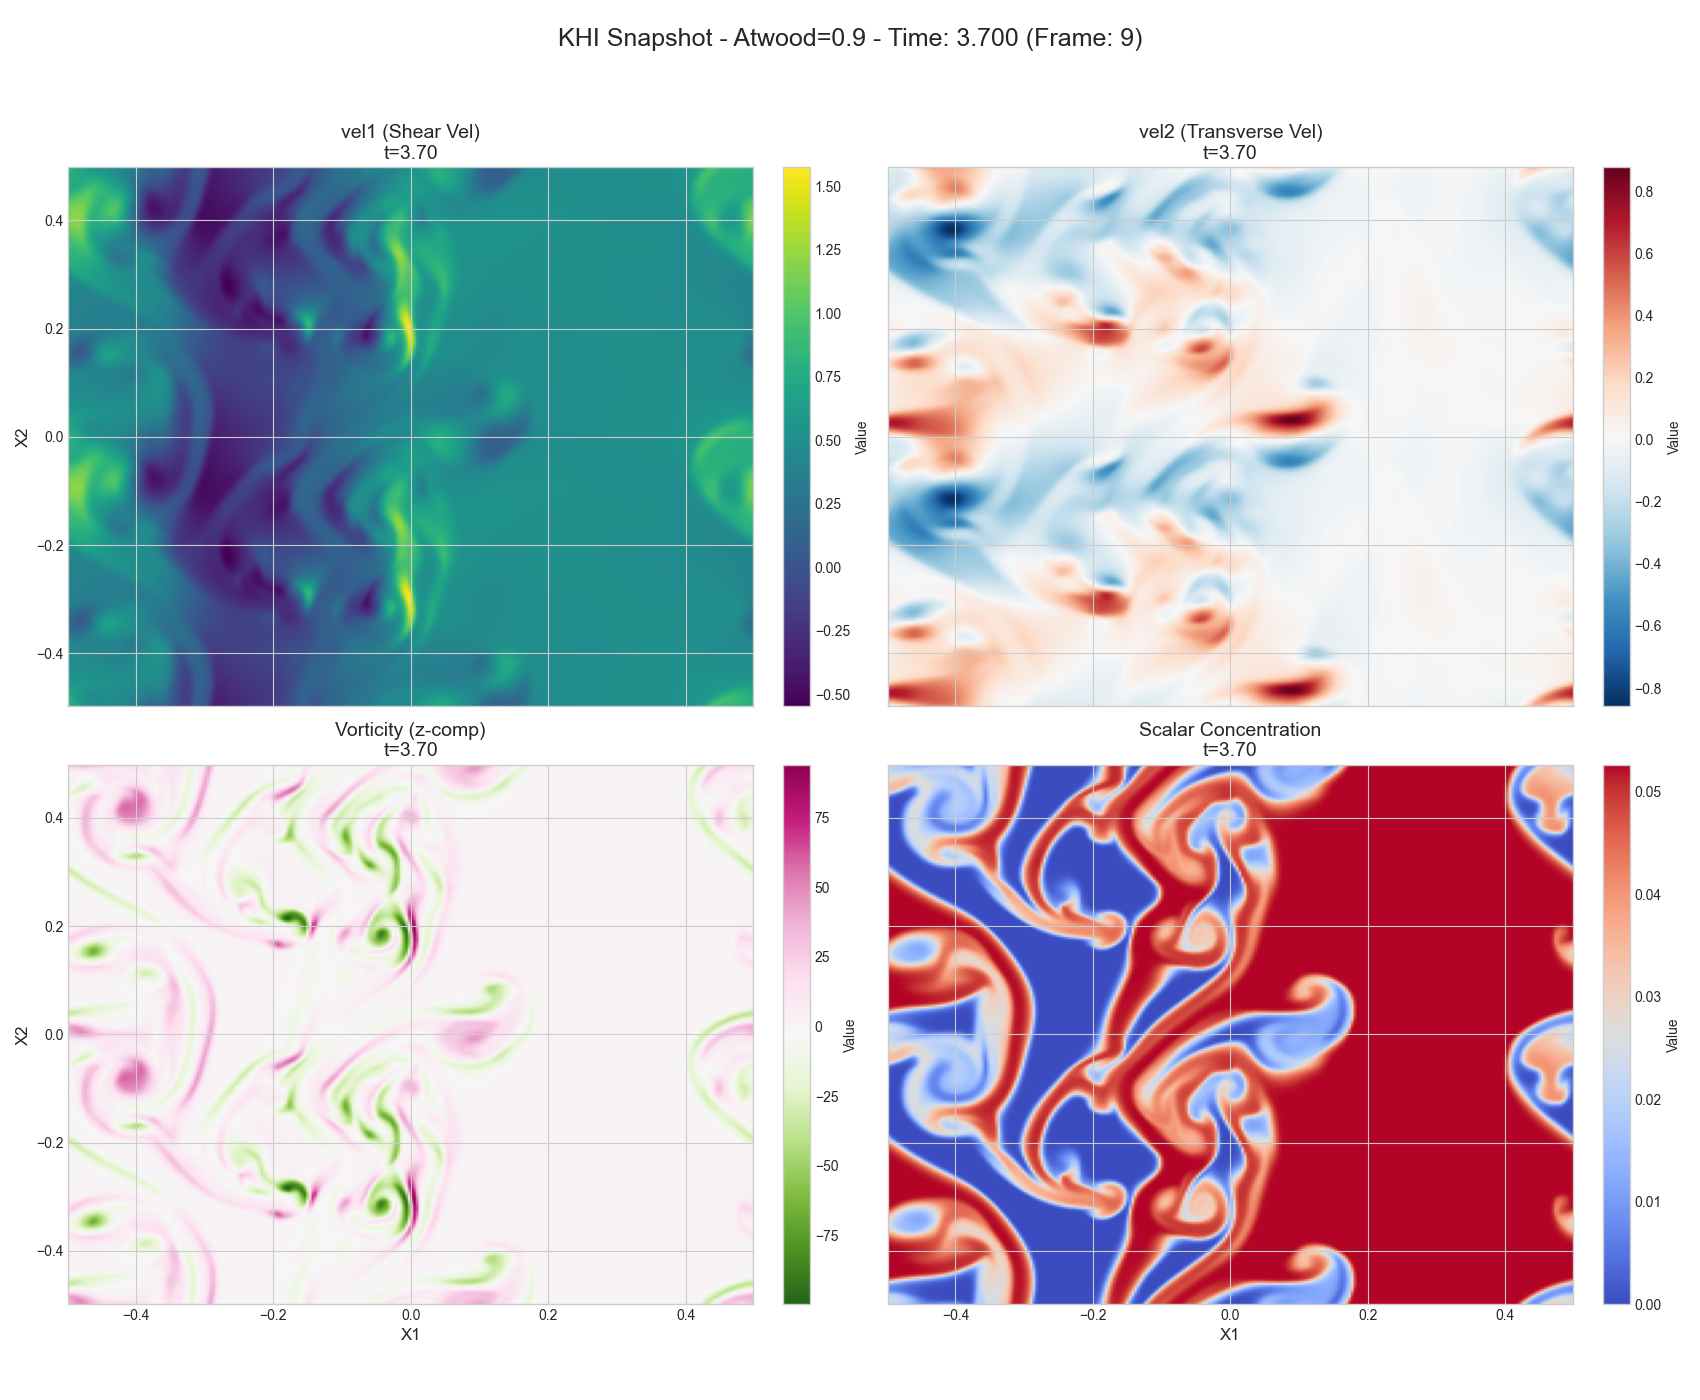 KHI Snapshot - Atwood=0.9 - Time: 3.700 (Frame: 9)
vel1 (Shear Vel)
t=3.70
X2
0.4
0.2
0.0
−0.2
−0.4
1.50
1.25
1.00
0.75
0.50
0.25
0.00
−0.25
−0.50
Value
vel2 (Transverse Vel)
t=3.70
0.8
0.6
0.4
0.2
0.0
−0.2
−0.4
−0.6
−0.8
Value
Vorticity (z-comp)
t=3.70
X2
0.4
0.2
0.0
−0.2
−0.4
−0.4 −0.2 0.0 0.2 0.4
X1
75
50
25
0
−25
−50
−75
Value
Scalar Concentration
t=3.70
−0.4 −0.2 0.0 0.2 0.4
X1
0.05
0.04
0.03
0.02
0.01
0.00
Value